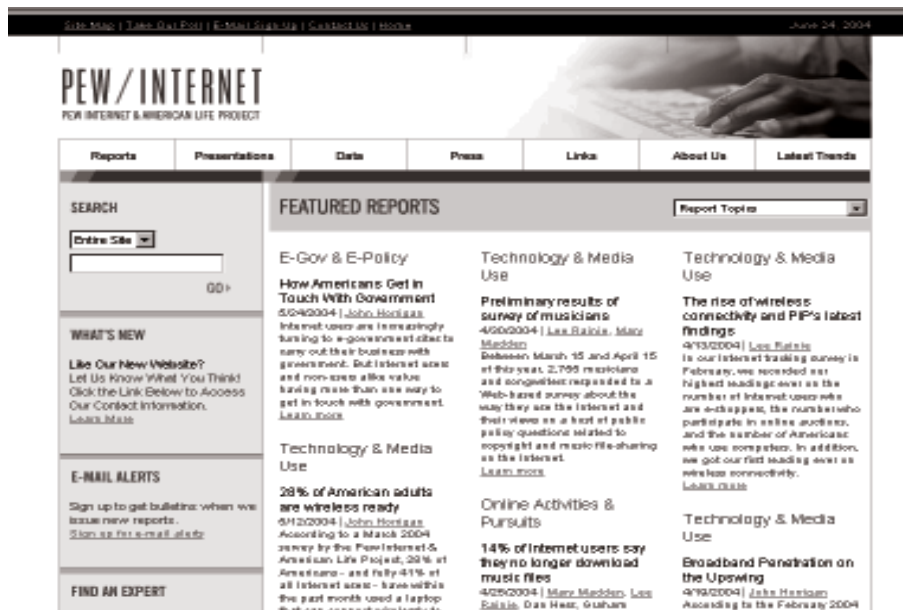 Site Map | Take Our Poll | E-Mail Sign Up | Contact Us | Home
June 24, 2004
PEW/INTERNET
PEW INTERNET & AMERICAN LIFE PROJECT
Reports
Presentations
Data
Press
Links
About Us
Latest Trends
SEARCH
Entire Site
GO
WHAT'S NEW
Like Our New Website?
Let Us Know What You Think!
Click the Link Below to Access
Our Contact Information.
Learn More
E-MAIL ALERTS
Sign up to get bulletins when we
issue new reports.
Sign up for e-mail alerts
FIND AN EXPERT
FEATURED REPORTS
Report Topics
E-Gov & E-Policy
How Americans Get in
Touch With Government
5/24/2004 | John Horrigan
Internet users are increasingly
turning to e-government sites to
carry out their business with
government. But Internet users
and non-users alike value
having more than one way to
get in touch with government.
Learn more
Technology & Media
Use
28% of American adults
are wireless ready
5/12/2004 | John Horrigan
According to a March 2004
survey by the Pew Internet &
American Life Project, 28% of
Americans - and fully 41% of
all Internet users - have within
the past month used a laptop
Technology & Media
Use
Preliminary results of
survey of musicians
4/20/2004 | Lee Rainie, Mary
Madden
Between March 15 and April 15
of this year, 2,755 musicians
and songwriters responded to a
Web-based survey about the
way they use the Internet and
their views on a host of public
policy questions related to
copyright and music file-sharing
on the Internet.
Learn more
Online Activities &
Pursuits
14% of Internet users say
they no longer download
music files
4/25/2004 | Mary Madden, Lee
Rainie, Dan Hess, Graham
Technology & Media
Use
The rise of wireless
connectivity and PIP's latest
findings
4/13/2004 | Lee Rainie
In our Internet tracking survey in
February, we recorded our
highest readings ever on the
number of Internet users who
are e-shoppers, the number who
participate in online auctions,
and the number of Americans
who use computers. In addition,
we got our first reading ever on
wireless connectivity.
Learn more
Technology & Media
Use
Broadband Penetration on
the Upswing
4/19/2004 | John Horrigan
According to the February 2004